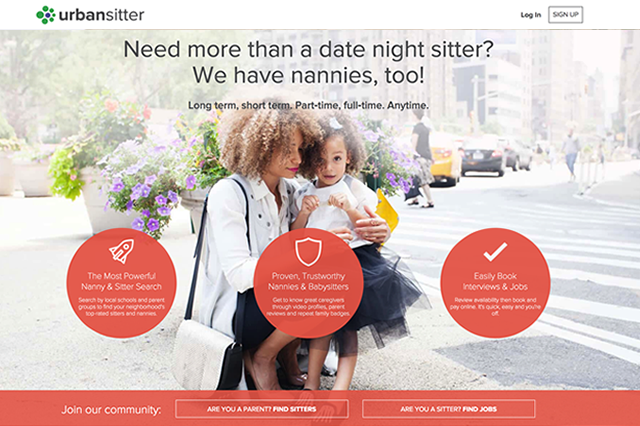 urbansitter
Log In
SIGN UP
Need more than a date night sitter?
We have nannies, too!
Long term, short term. Part-time, full-time. Anytime.
The Most Powerful
Nanny & Sitter Search
Search by local schools and parent
groups to find your neighborhood's
top-rated sitters and nannies.
Proven, Trustworthy
Nannies & Babysitters
Get to know great caregivers
through video profiles, parent
reviews and repeat family badges.
Easily Book
Interviews & Jobs
Review availability then book and
pay online. It's quick, easy and you're
off.
Join our community:
ARE YOU A PARENT? FIND SITTERS
ARE YOU A SITTER? FIND JOBS